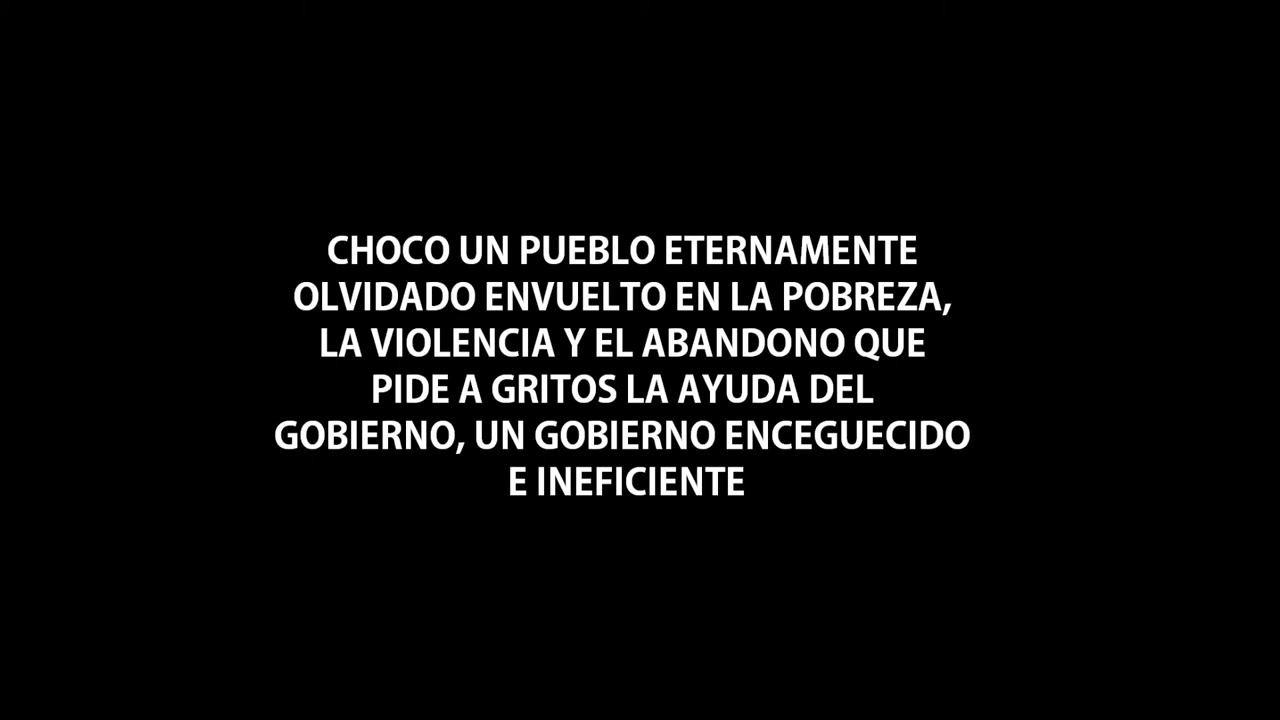 CHOCO UN PUEBLO ETERNAMENTE
OLVIDADO ENVUELTO EN LA POBREZA,
LA VIOLENCIA Y EL ABANDONO QUE
PIDE A GRITOS LA AYUDA DEL
GOBIERNO, UN GOBIERNO ENCEGUECIDO
E INEFICIENTE